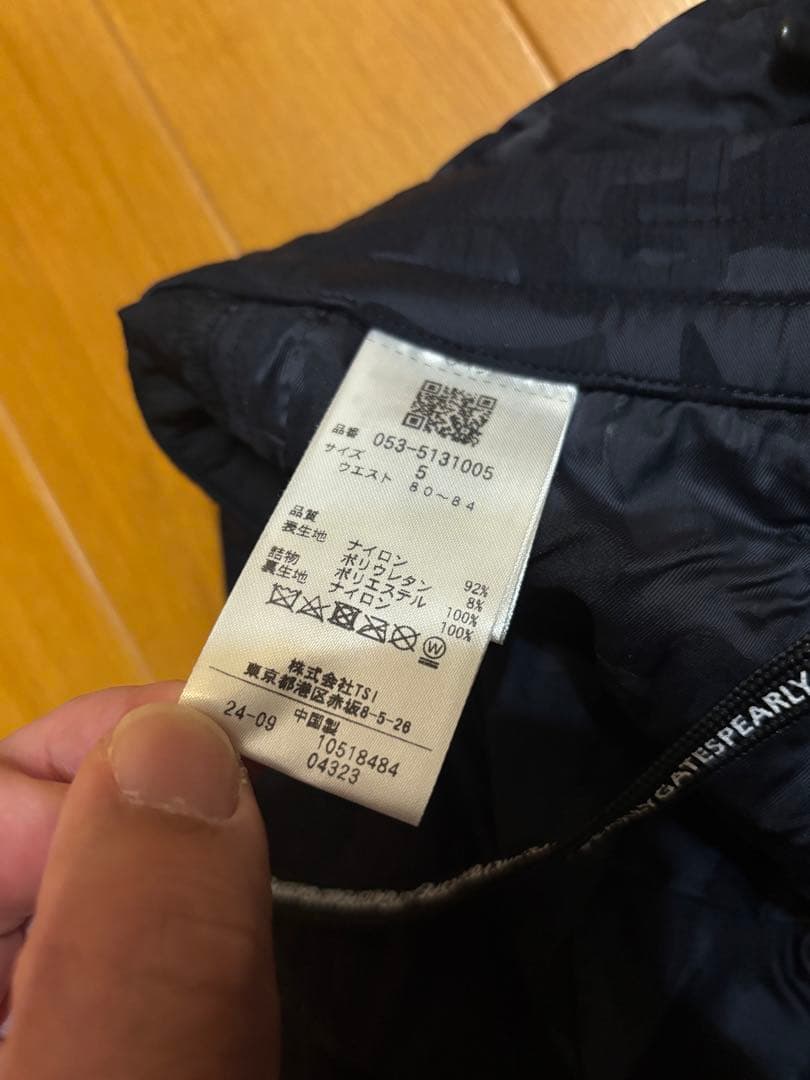 品番 053-5131005
サイズ 5
ウエスト 80～84
品質
表生地 ナイロン 92%
ポリウレタン 8%
詰物 ポリエステル 100%
裏生地 ナイロン 100%
W
株式会社TSI
東京都港区赤坂8-5-26
24-09 中国製
10518484
04323
GATESPEARLY